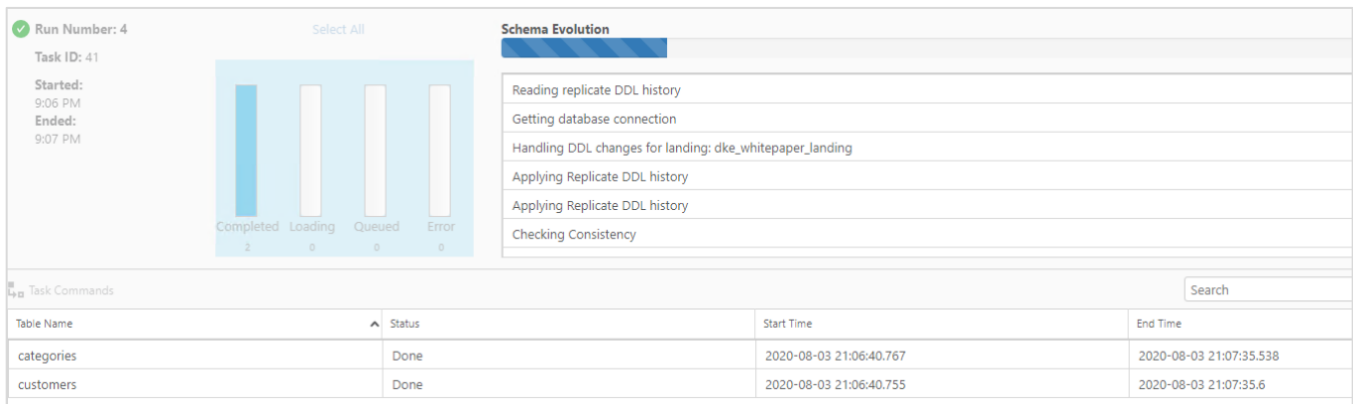 Run Number: 4
Task ID: 41
Started:
9:06 PM
Ended:
9:07 PM
Select All
Completed Loading Queued Error
2 0 0 0
Schema Evolution
Reading replicate DDL history
Getting database connection
Handling DDL changes for landing: dke_whitepaper_landing
Applying Replicate DDL history
Applying Replicate DDL history
Checking Consistency
Task Commands
Search
Table Name Status Start Time End Time
categories Done 2020-08-03 21:06:40.767 2020-08-03 21:07:35.538
customers Done 2020-08-03 21:06:40.755 2020-08-03 21:07:35.6